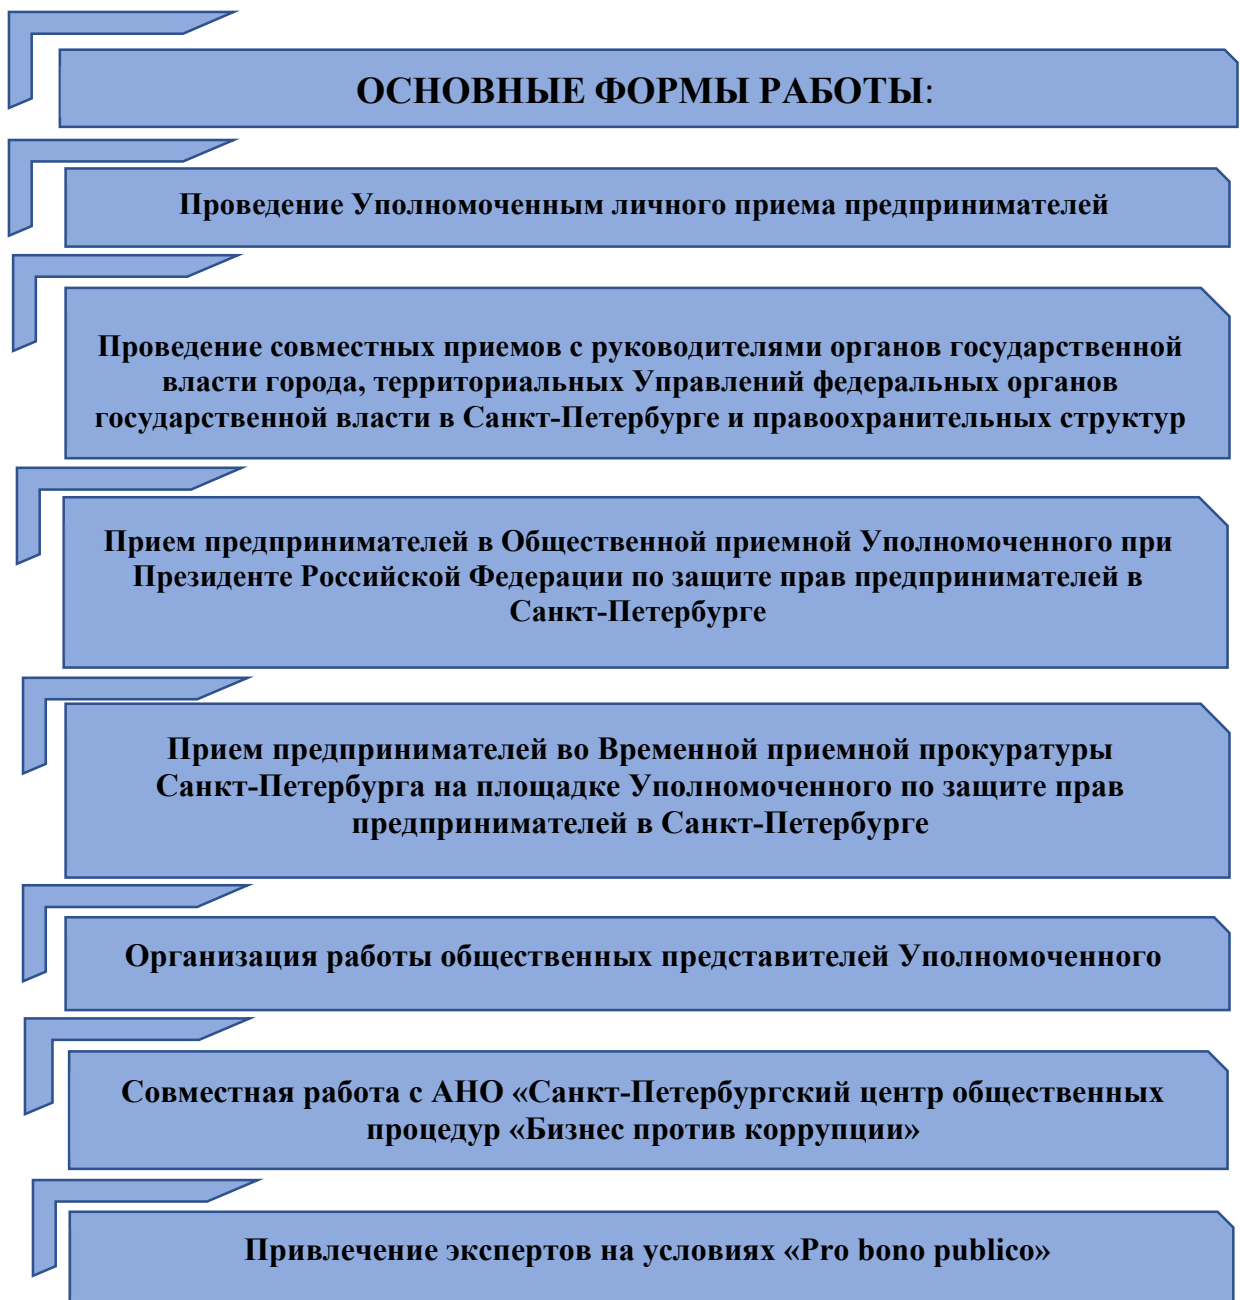 ОСНОВНЫЕ ФОРМЫ РАБОТЫ:
Проведение Уполномоченным личного приема предпринимателей
Проведение совместных приемов с руководителями органов государственной
власти города, территориальных Управлений федеральных органов
государственной власти в Санкт-Петербурге и правоохранительных структур
Прием предпринимателей в Общественной приемной Уполномоченного при
Президенте Российской Федерации по защите прав предпринимателей в
Санкт-Петербурге
Прием предпринимателей во Временной приемной прокуратуры
Санкт-Петербурга на площадке Уполномоченного по защите прав
предпринимателей в Санкт-Петербурге
Организация работы общественных представителей Уполномоченного
Совместная работа с АНО «Санкт-Петербургский центр общественных
процедур «Бизнес против коррупции»
Привлечение экспертов на условиях «Pro bono publico»